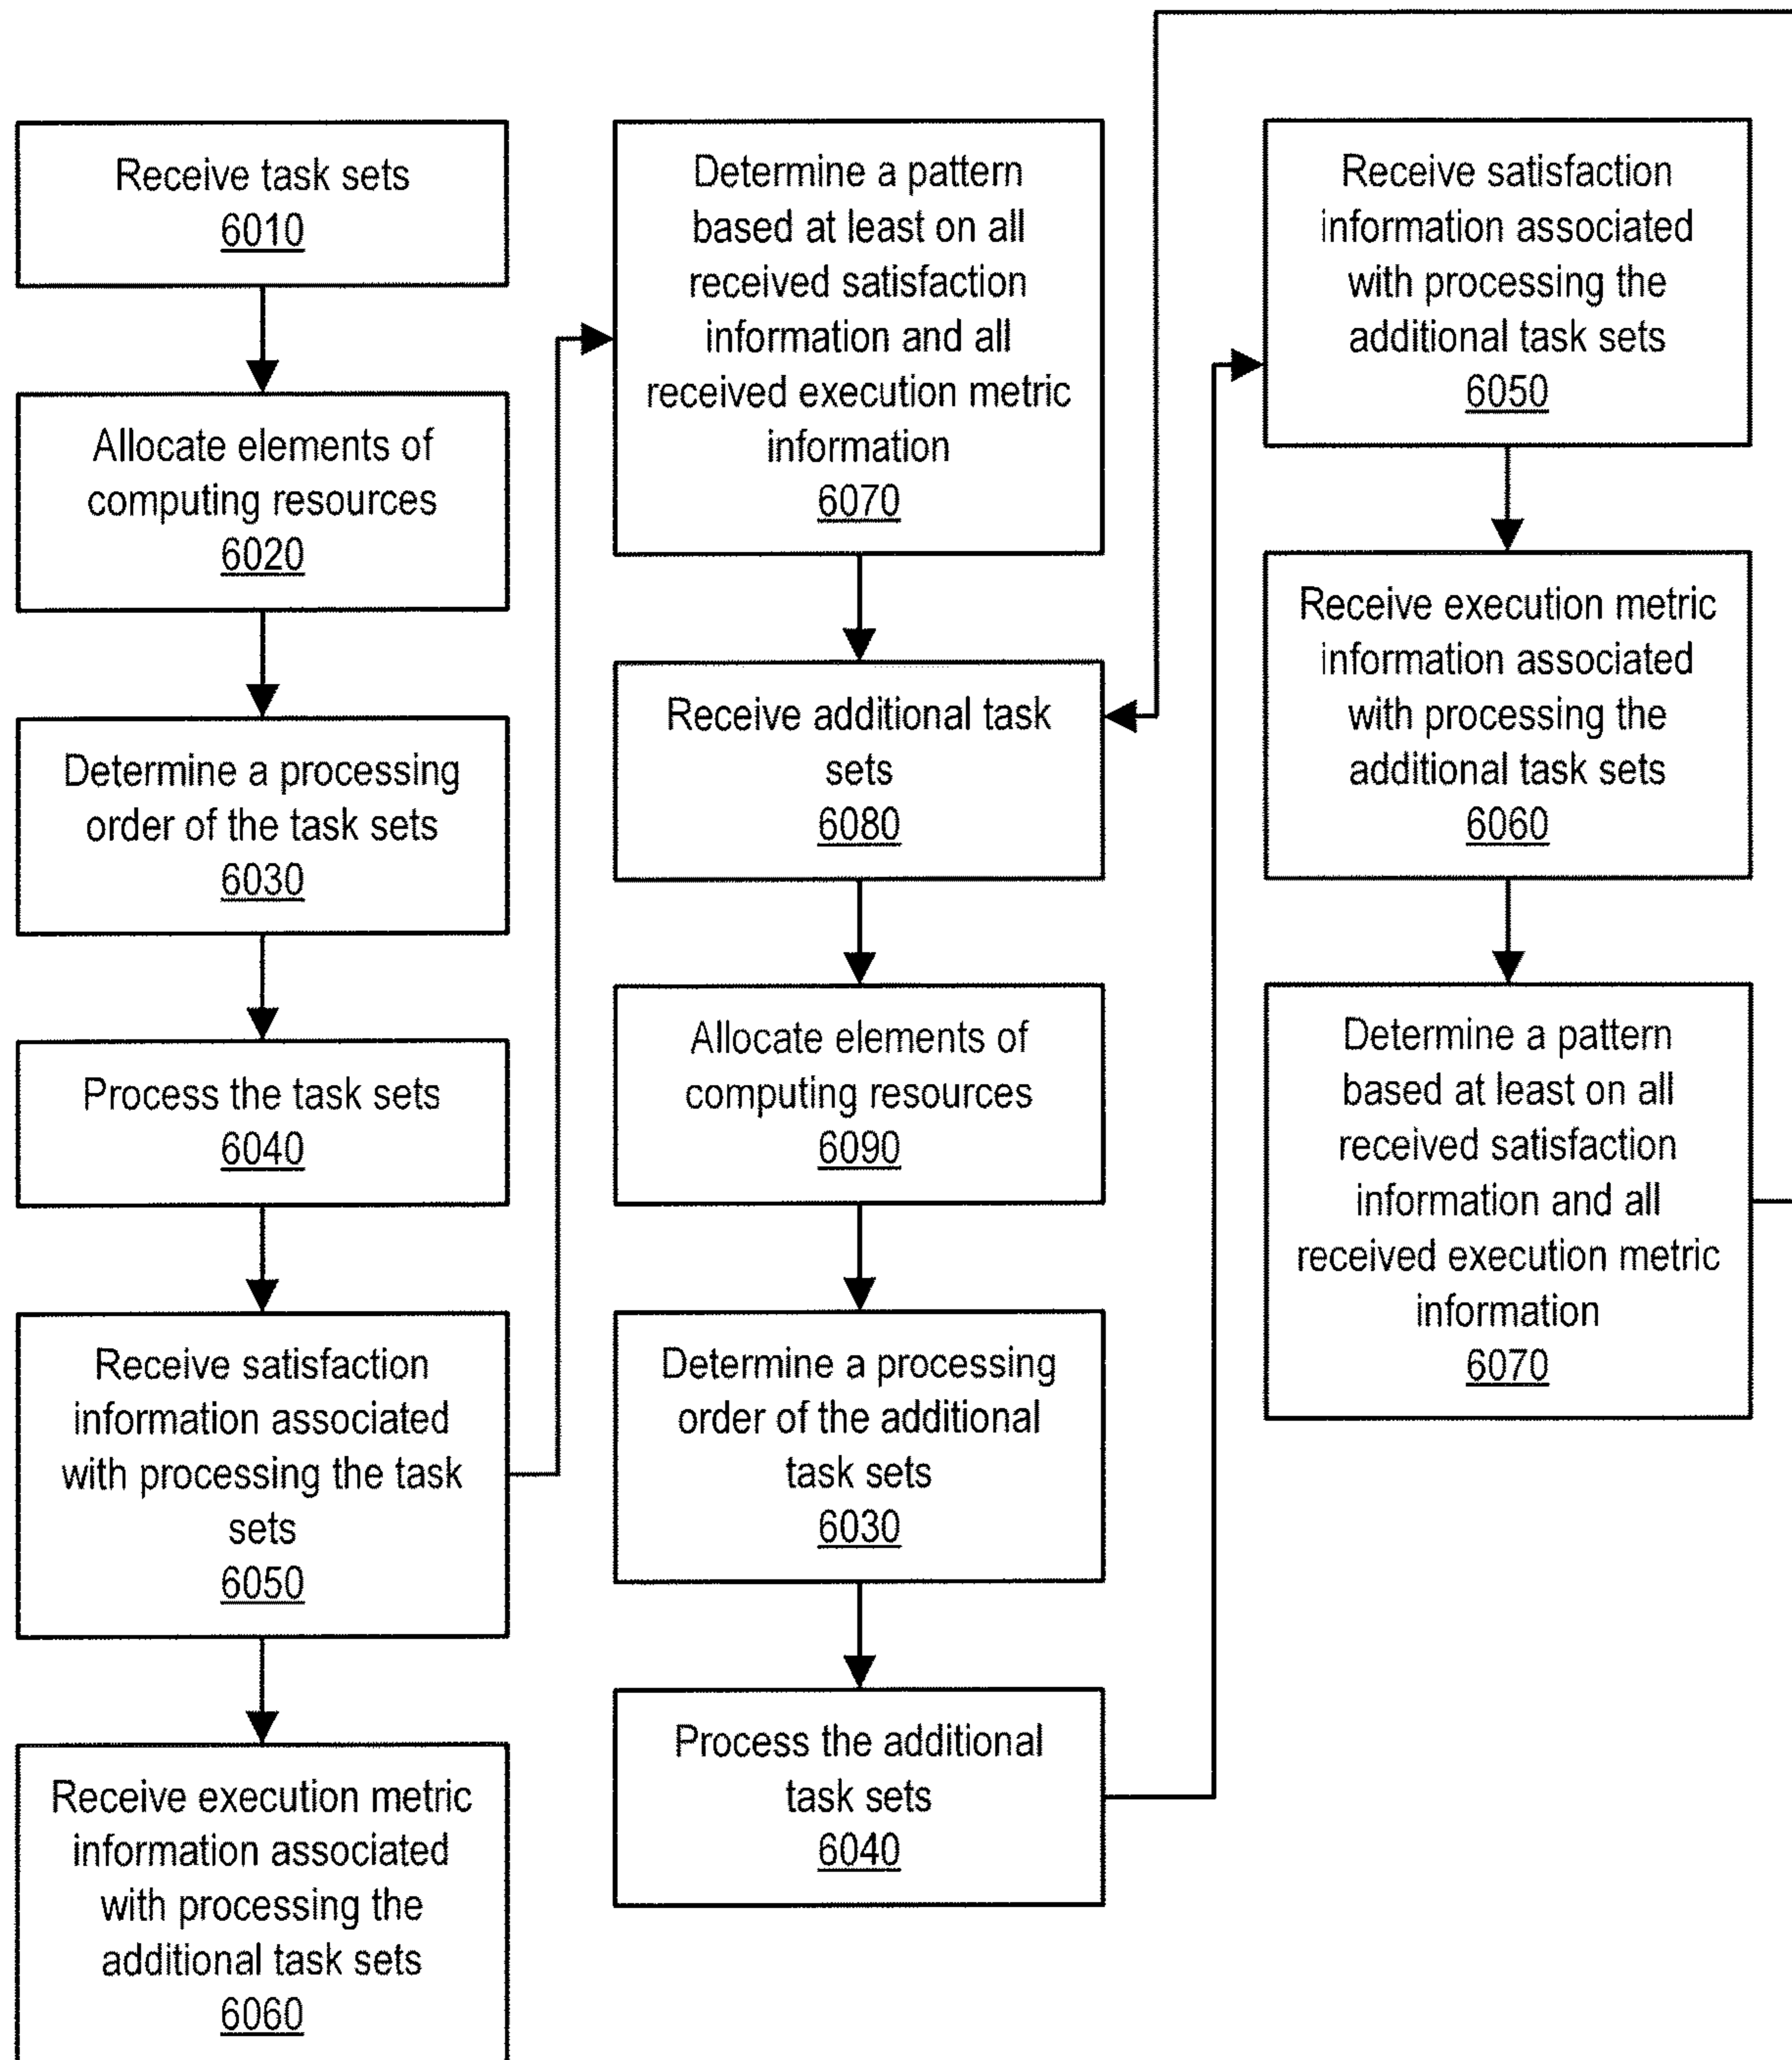 Receive task sets
6010
Allocate elements of
computing resources
6020
Determine a processing
order of the task sets
6030
Process the task sets
6040
Receive satisfaction
information associated
with processing the task
sets
6050
Receive execution metric
information associated
with processing the
additional task sets
6060
Determine a pattern
based at least on all
received satisfaction
information and all
received execution metric
information
6070
Receive additional task
sets
6080
Allocate elements of
computing resources
6090
Determine a processing
order of the additional
task sets
6030
Process the additional
task sets
6040
Receive satisfaction
information associated
with processing the
additional task sets
6050
Receive execution metric
information associated
with processing the
additional task sets
6060
Determine a pattern
based at least on all
received satisfaction
information and all
received execution metric
information
6070